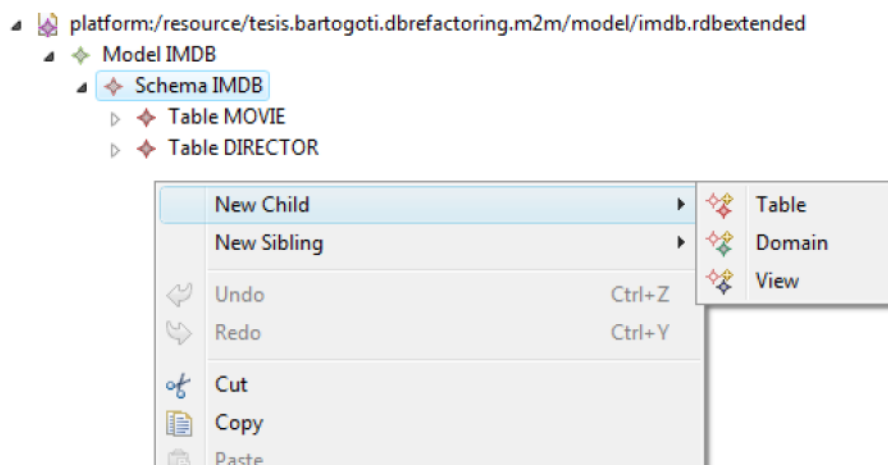 platform:/resource/tesis.bartogoti.dbrefactoring.m2m/model/imdb.rdbextended
Model IMDB
Schema IMDB
Table MOVIE
Table DIRECTOR
New Child
Table
New Sibling
Domain
View
Undo Ctrl+Z
Redo Ctrl+Y
Cut
Copy
Paste